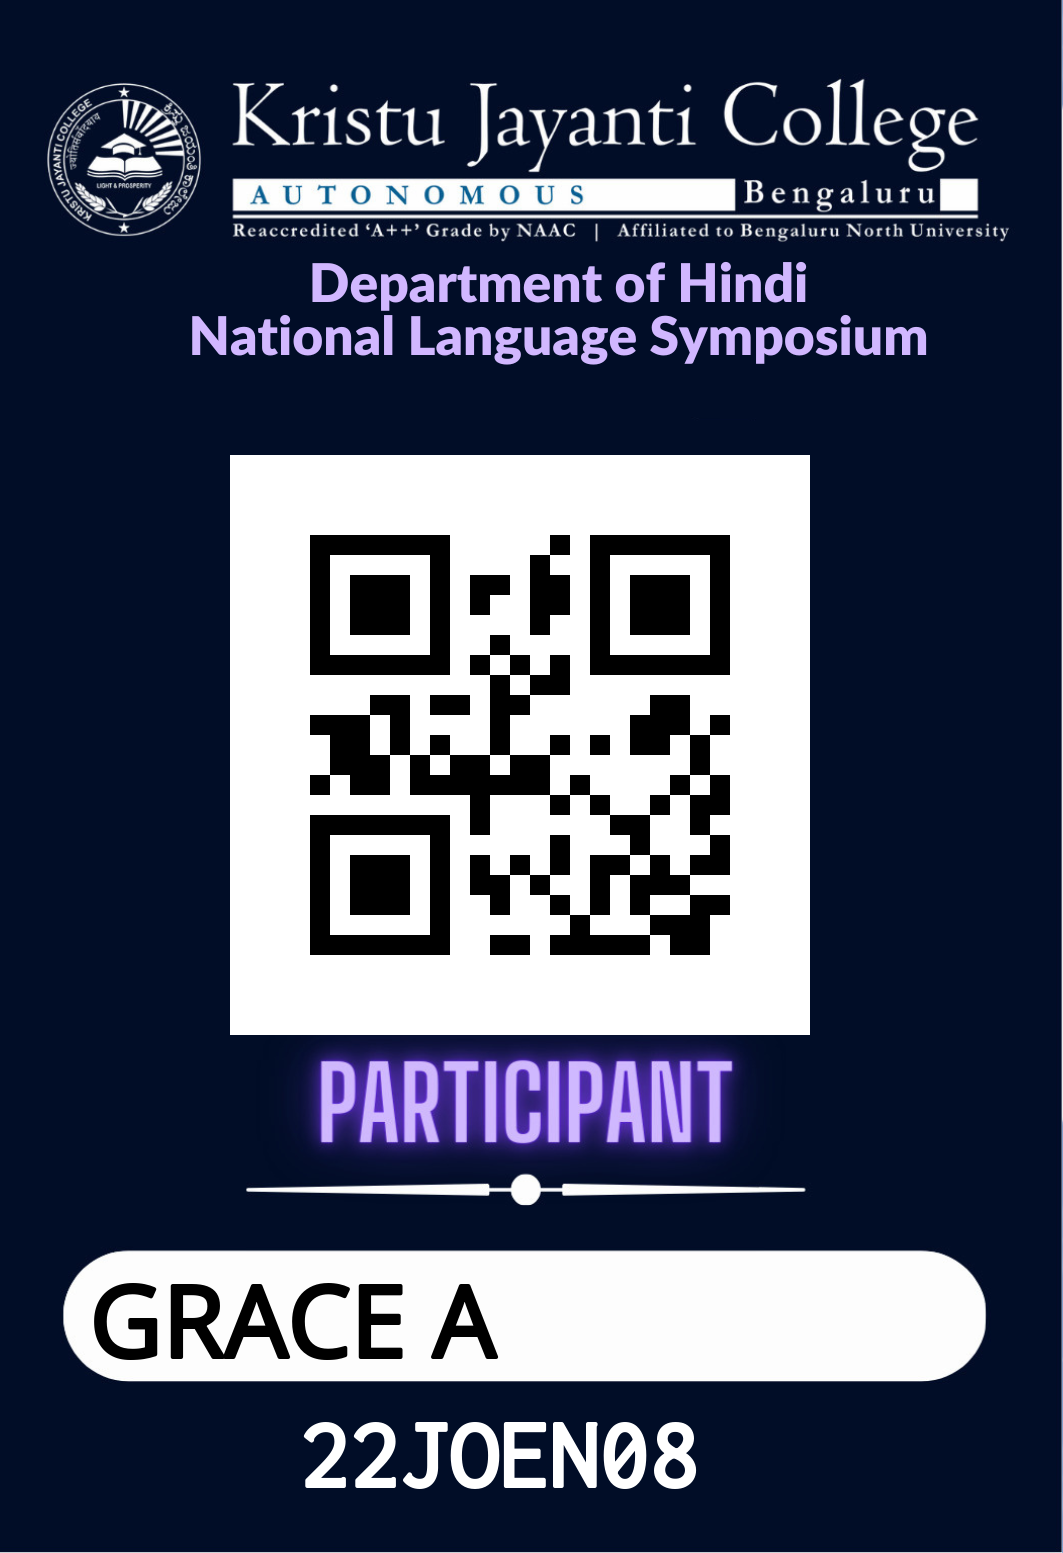 Kristu Jayanti College
AUTONOMOUS Bengaluru
Reaccredited ‘A++’ Grade by NAAC | Affiliated to Bengaluru North University
KRISTU JAYANTI COLLEGE
LIGHT & PROSPERITY
Department of Hindi
National Language Symposium
PARTICIPANT
GRACE A
22JOEN08